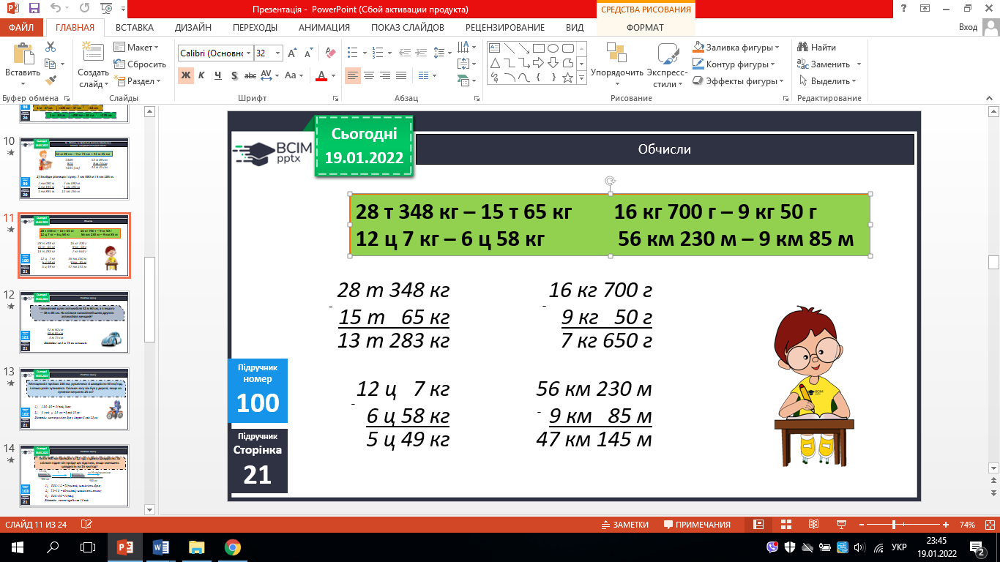 Презентація - PowerPoint (Сбой активации продукта)
СРЕДСТВА РИСОВАНИЯ
ФАЙЛ
ГЛАВНАЯ
ВСТАВКА
ДИЗАЙН
ПЕРЕХОДЫ
АНИМАЦИЯ
ПОКАЗ СЛАЙДОВ
РЕЦЕНЗИРОВАНИЕ
ВИД
ФОРМАТ
Вход
Вставить
Буфер обмена
Создать слайд
Макет
Сбросить
Раздел
Слайды
Calibri (Основно
32
Ж К Ч S abc AV Aa A
Шрифт
Абзац
Упорядочить
Экспресс-стили
Заливка фигуры
Контур фигуры
Эффекты фигуры
Рисование
Найти
Заменить
Выделить
Редактирование
10
11
12
13
14
Сьогодні
19.01.2022
BCIM
pptx
Обчисли
28 т 348 кг – 15 т 65 кг 16 кг 700 г – 9 кг 50 г
12 ц 7 кг – 6 ц 58 кг 56 км 230 м – 9 км 85 м
28 т 348 кг 16 кг 700 г
- 15 т 65 кг - 9 кг 50 г
13 т 283 кг 7 кг 650 г
12 ц 7 кг 56 км 230 м
- 6 ц 58 кг - 9 км 85 м
5 ц 49 кг 47 км 145 м
Підручник
номер
100
Підручник
Сторінка
21
СЛАЙД 11 ИЗ 24
ЗАМЕТКИ
ПРИМЕЧАНИЯ
74%
УКР
23:45
19.01.2022
2